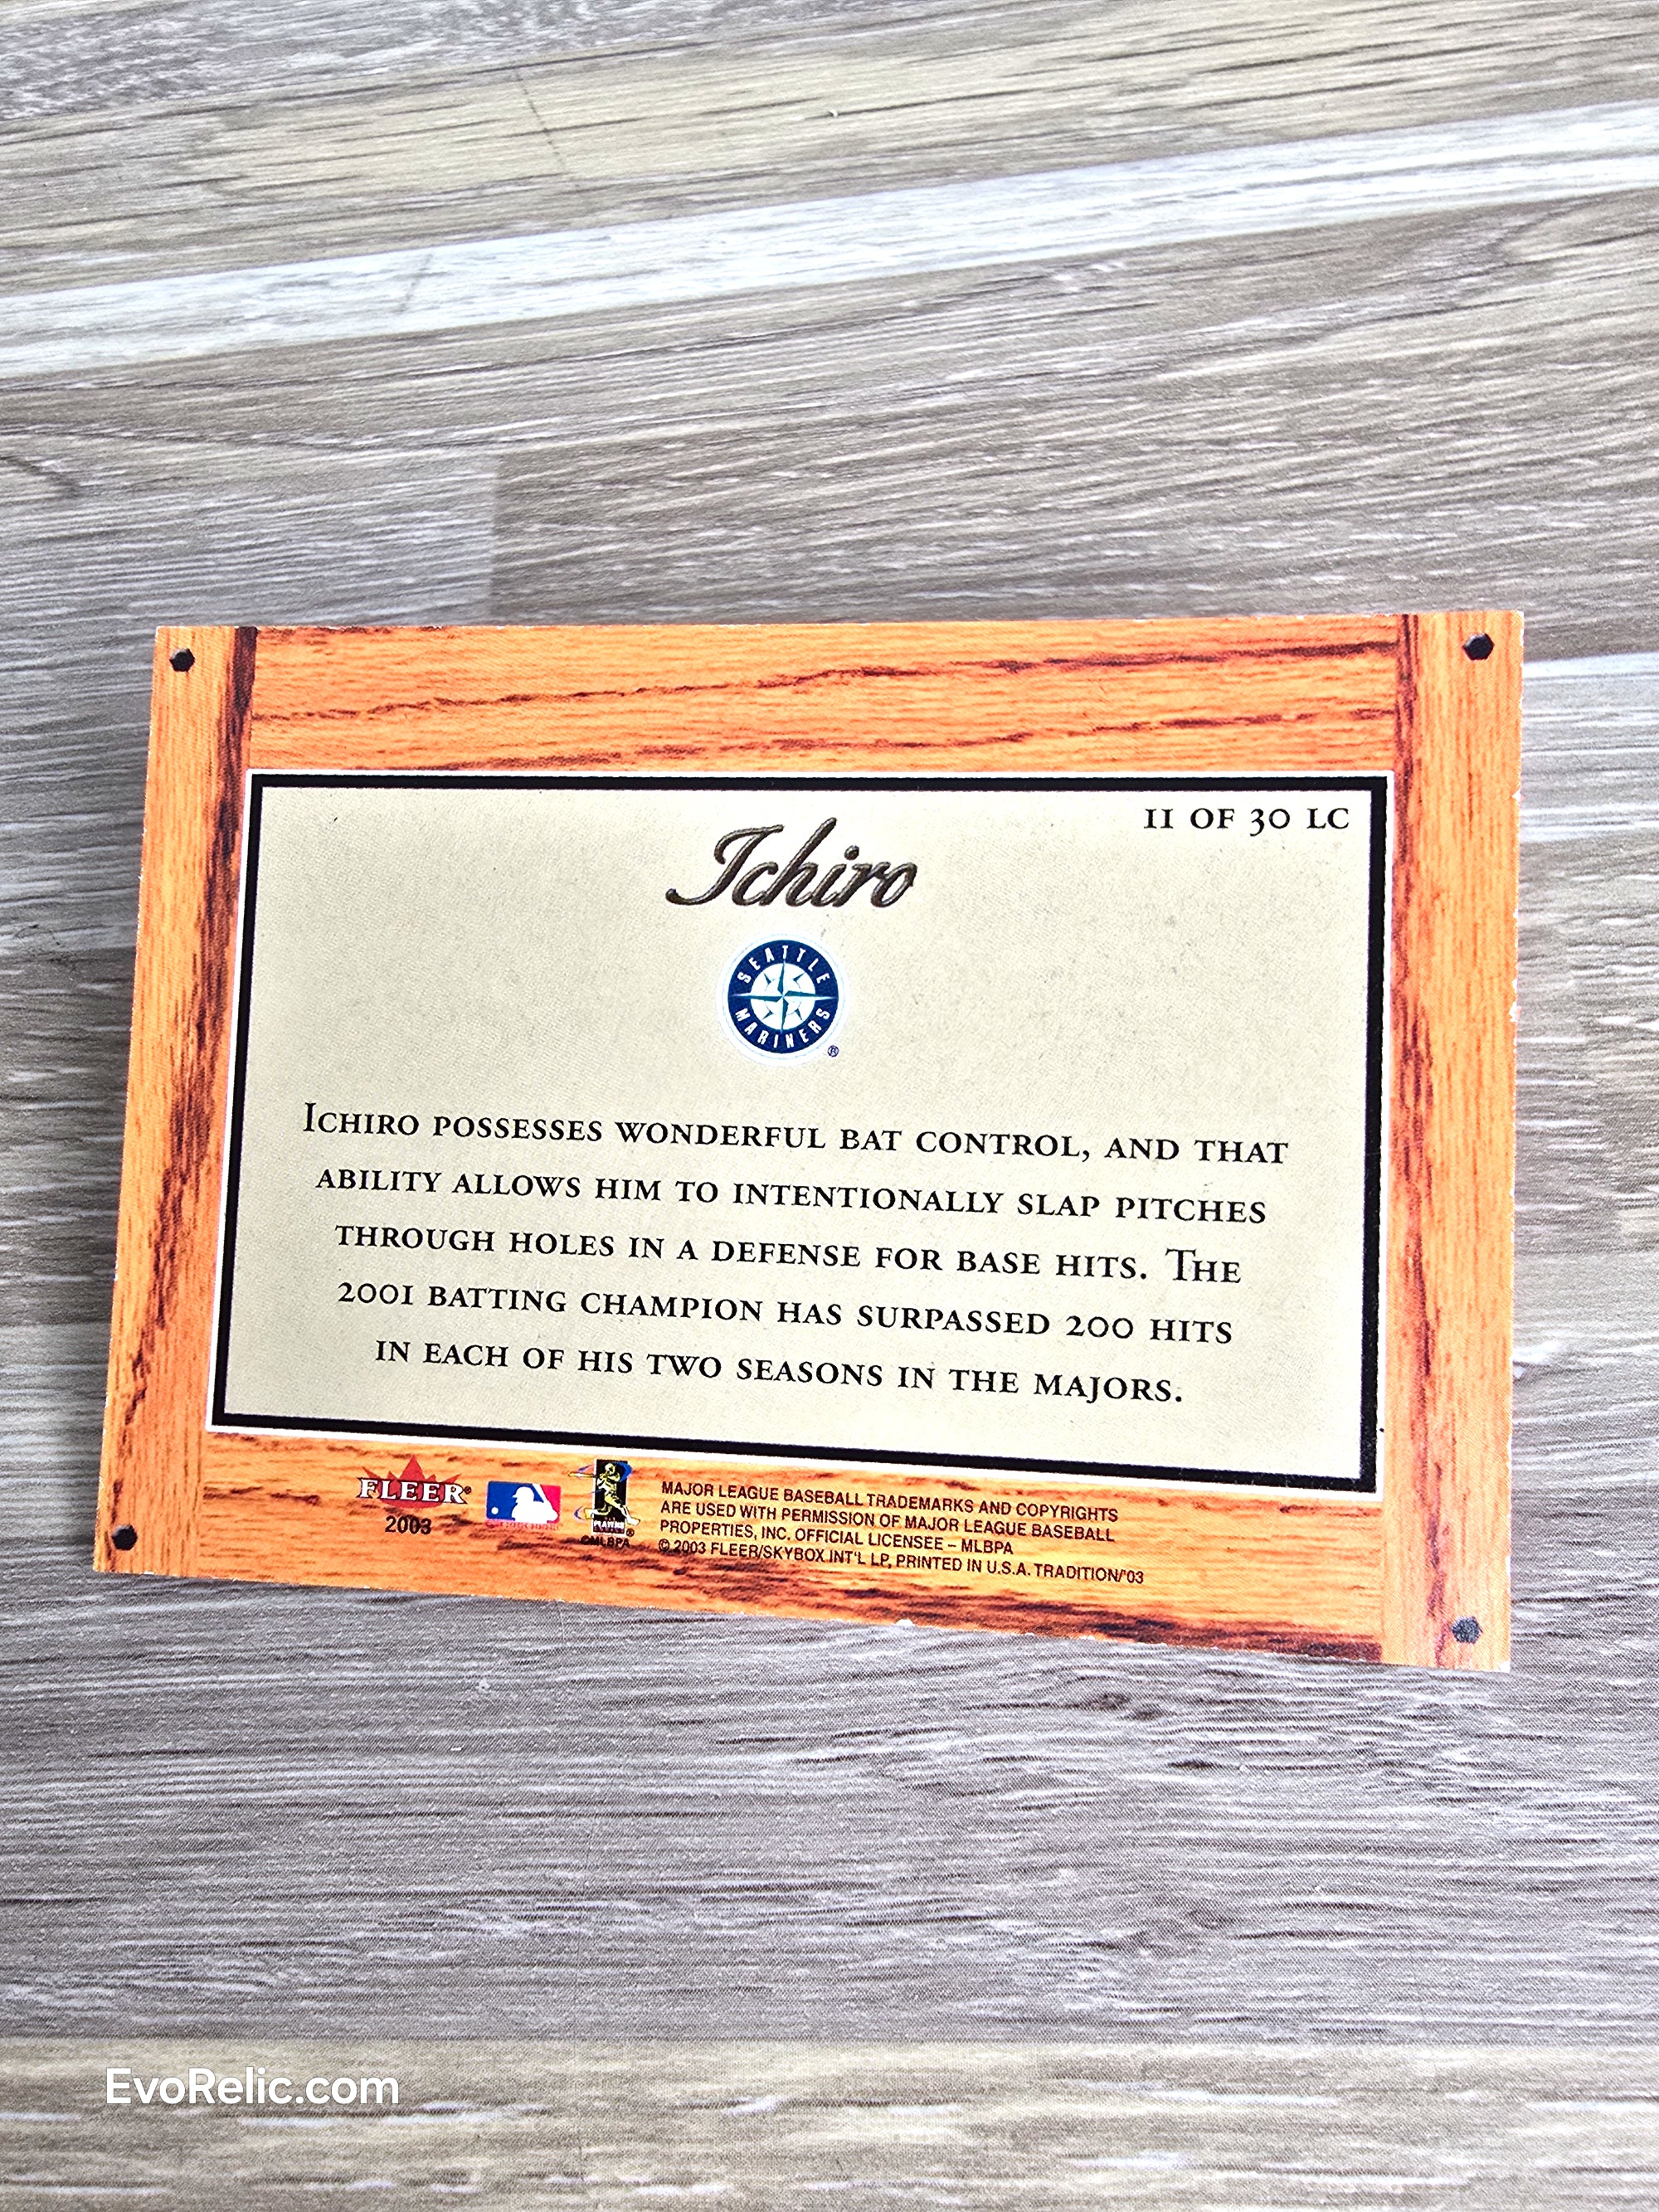 11 OF 30 LC
Ichiro
SEATTLE
MARINERS
®
ICHIRO POSSESSES WONDERFUL BAT CONTROL, AND THAT
ABILITY ALLOWS HIM TO INTENTIONALLY SLAP PITCHES
THROUGH HOLES IN A DEFENSE FOR BASE HITS. THE
2001 BATTING CHAMPION HAS SURPASSED 200 HITS
IN EACH OF HIS TWO SEASONS IN THE MAJORS.
FLEER®
2003
PLAYERS
®
©MLBPA
MAJOR LEAGUE BASEBALL TRADEMARKS AND COPYRIGHTS
ARE USED WITH PERMISSION OF MAJOR LEAGUE BASEBALL
PROPERTIES, INC. OFFICIAL LICENSEE – MLBPA
© 2003 FLEER/SKYBOX INT'L LP, PRINTED IN U.S.A. TRADITION/'03
EvoRelic.com